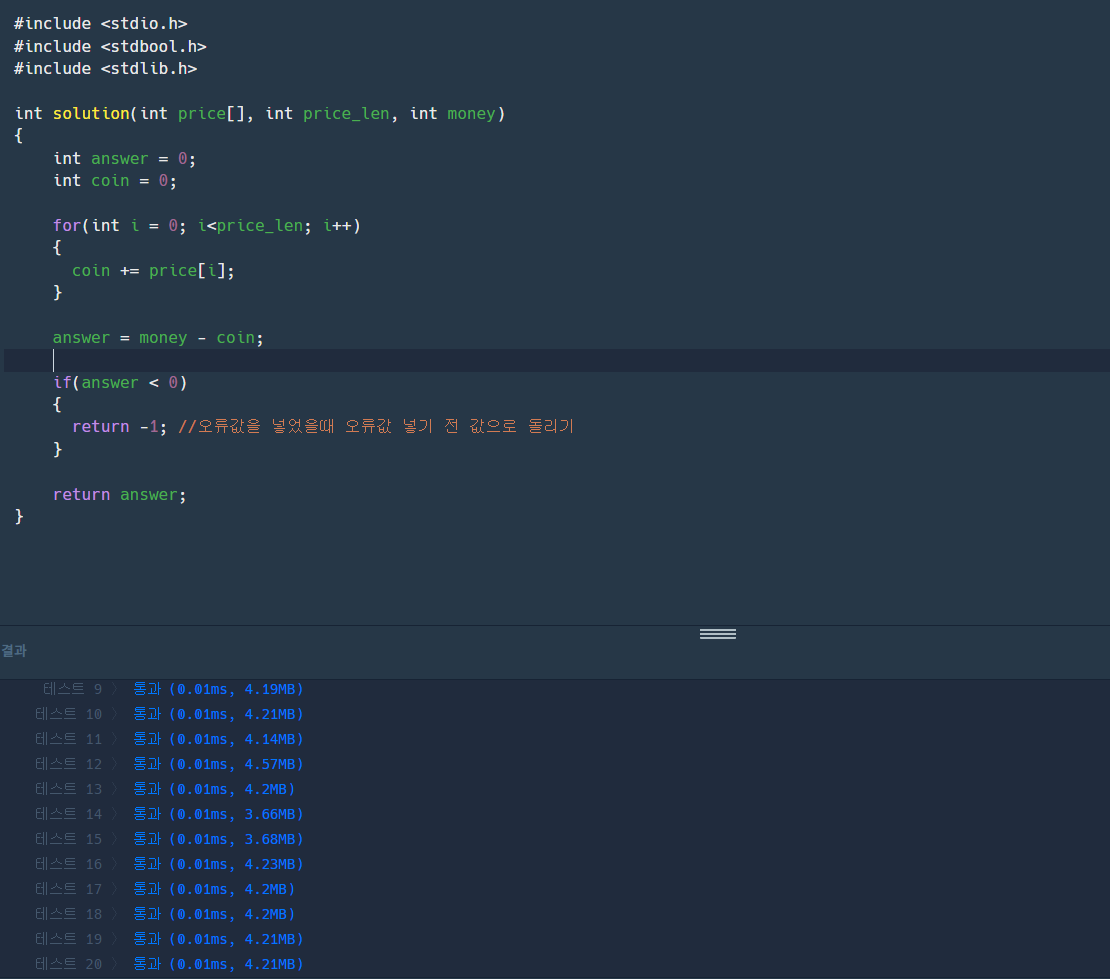 #include <stdio.h>
#include <stdbool.h>
#include <stdlib.h>
int solution(int price[], int price_len, int money)
{
int answer = 0;
int coin = 0;
for(int i = 0; i<price_len; i++)
{
coin += price[i];
}
answer = money - coin;
if(answer < 0)
{
return -1; //오류값을 넣었을때 오류값 넣기 전 값으로 돌리기
}
return answer;
}
결과
테스트 9 〉 통과 (0.01ms, 4.19MB)
테스트 10 〉 통과 (0.01ms, 4.21MB)
테스트 11 〉 통과 (0.01ms, 4.14MB)
테스트 12 〉 통과 (0.01ms, 4.57MB)
테스트 13 〉 통과 (0.01ms, 4.2MB)
테스트 14 〉 통과 (0.01ms, 3.66MB)
테스트 15 〉 통과 (0.01ms, 3.68MB)
테스트 16 〉 통과 (0.01ms, 4.23MB)
테스트 17 〉 통과 (0.01ms, 4.2MB)
테스트 18 〉 통과 (0.01ms, 4.2MB)
테스트 19 〉 통과 (0.01ms, 4.21MB)
테스트 20 〉 통과 (0.01ms, 4.21MB)